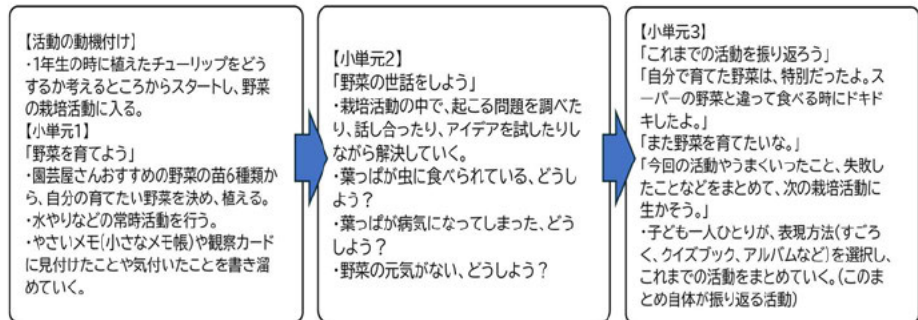 【活動の動機付け】
・1年生の時に植えたチューリップをどう
するか考えるところからスタートし、野菜
の栽培活動に入る。
【小単元1】
「野菜を育てよう」
・園芸屋さんおすすめの野菜の苗6種類か
ら、自分の育てたい野菜を決め、植える。
・水やりなどの常時活動を行う。
・やさいメモ(小さなメモ帳)や観察カード
に見付けたことや気付いたことを書き溜
めていく。
【小単元2】
「野菜の世話をしよう」
・栽培活動の中で、起こる問題を調べた
り、話し合ったり、アイデアを試したりし
ながら解決していく。
・葉っぱが虫に食べられている、どうし
よう?
・葉っぱが病気になってしまった、どう
しよう?
・野菜の元気がない、どうしよう?
【小単元3】
「これまでの活動を振り返ろう」
「自分で育てた野菜は、特別だったよ。ス
ーパーの野菜と違って食べる時にドキド
キしたよ。」
「また野菜を育てたいな。」
「今回の活動やうまくいったこと、失敗
したことなどをまとめて、次の栽培活動に
生かそう。」
・子ども一人ひとりが、表現方法(すごろ
く、クイズブック、アルバムなど)を選択し、
これまでの活動をまとめていく。(このま
とめ自体が振り返る活動)